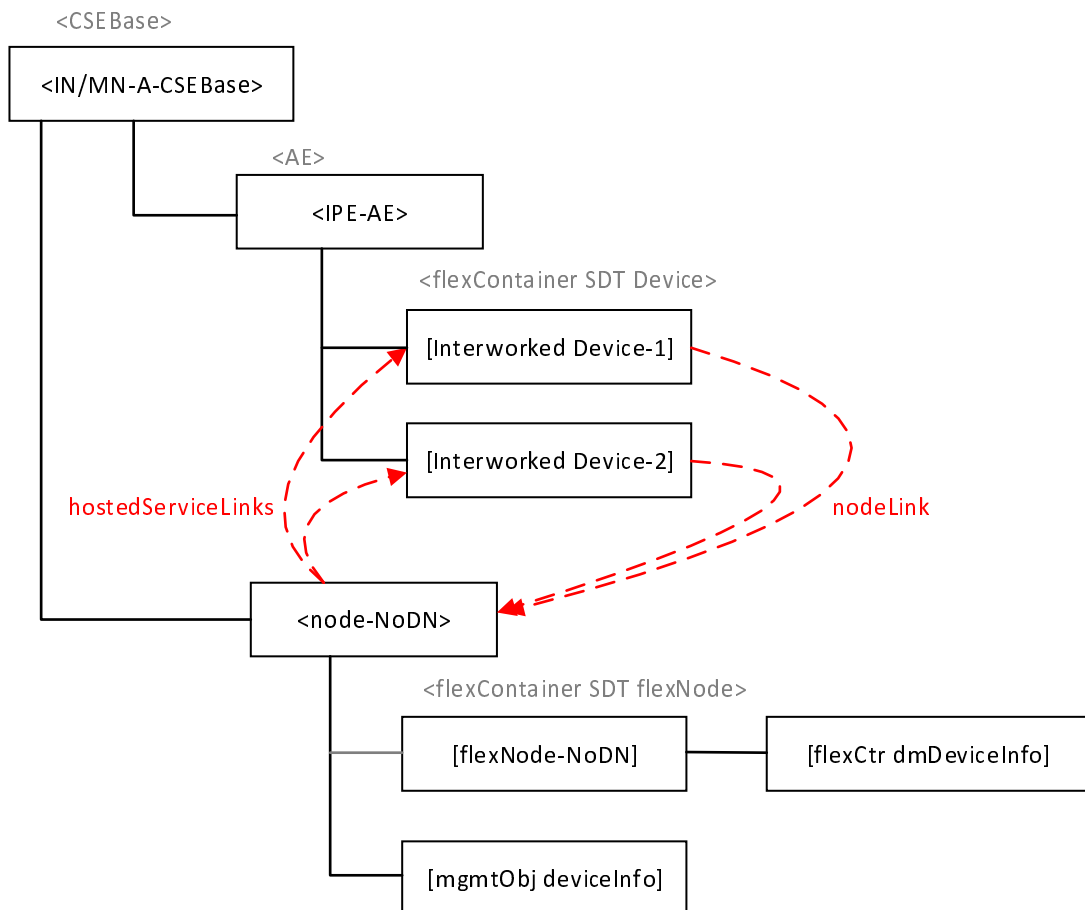 <CSEBase>
<IN/MN-A-CSEBase>
<AE>
<IPE-AE>
<flexContainer SDT Device>
[Interworked Device-1]
[Interworked Device-2]
hostedServiceLinks
nodeLink
<node-NoDN>
<flexContainer SDT flexNode>
[flexNode-NoDN]
[flexCtr dmDeviceInfo]
[mgmtObj deviceInfo]